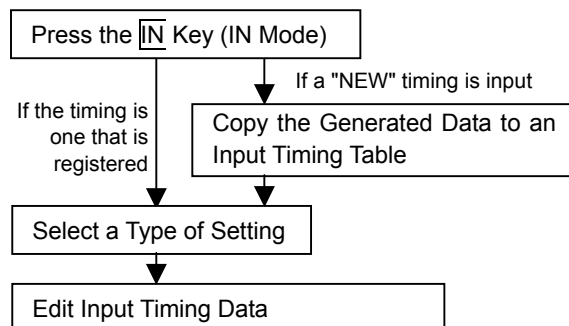 Press the IN Key (IN Mode)
If a "NEW" timing is input
If the timing is
one that is
registered
Copy the Generated Data to an
Input Timing Table
Select a Type of Setting
Edit Input Timing Data